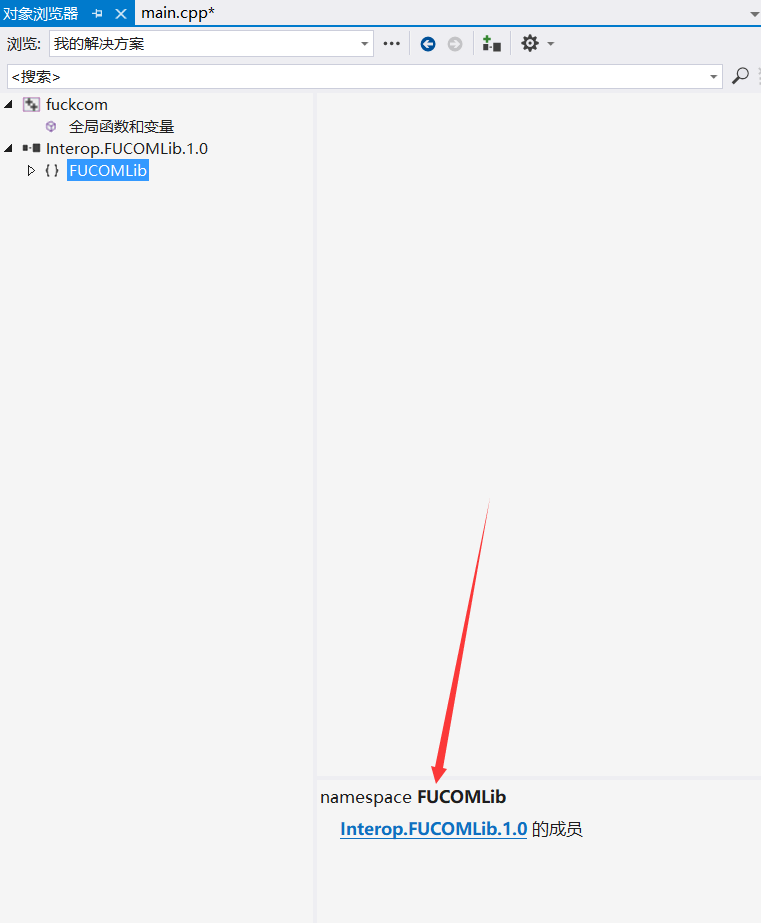 对象浏览器 main.cpp*
浏览: 我的解决方案
<搜索>
fuckcom
全局函数和变量
Interop.FUCOMLib.1.0
{} FUCOMLib
namespace FUCOMLib
Interop.FUCOMLib.1.0 的成员